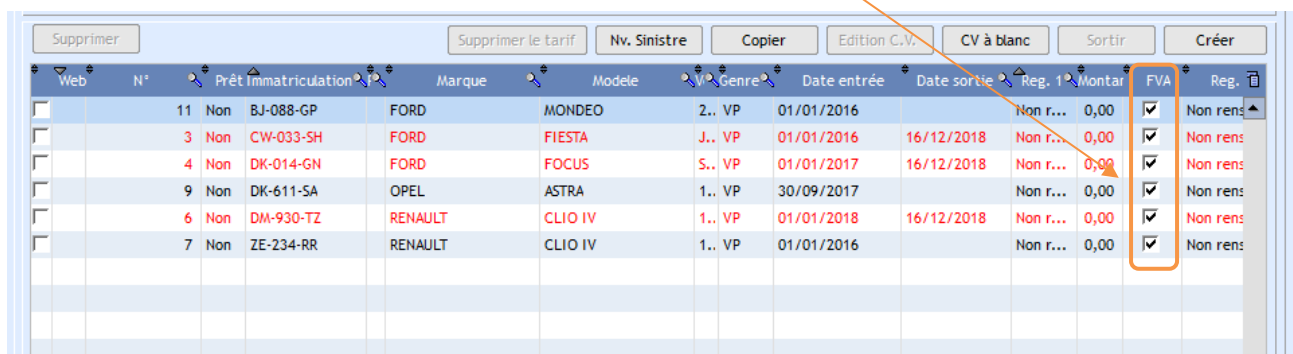 Supprimer Supprimer le tarif Nv. Sinistre Copier Edition C.V. CV à blanc Sortir Créer
Web N° Prêt Immatriculation Marque Modele Genre Date entrée Date sortie Reg. 1 Montar FVA Reg.
11 Non BJ-088-GP FORD MONDEO 2.. VP 01/01/2016 Non r... 0,00 Non rens
3 Non CW-033-SH FORD FIESTA J.. VP 01/01/2016 16/12/2018 Non r... 0,00 Non rens
4 Non DK-014-GN FORD FOCUS S.. VP 01/01/2017 16/12/2018 Non r... 0,00 Non rens
9 Non DK-611-SA OPEL ASTRA 1.. VP 30/09/2017 Non r... 0,00 Non rens
6 Non DM-930-TZ RENAULT CLIO IV 1.. VP 01/01/2018 16/12/2018 Non r... 0,00 Non rens
7 Non ZE-234-RR RENAULT CLIO IV 1.. VP 01/01/2016 Non r... 0,00 Non rens